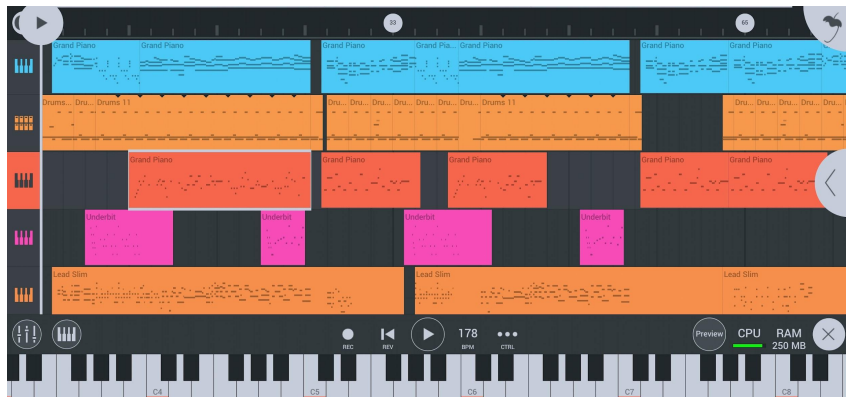 33
65
Grand Piano
Grand Piano
Grand Piano
Grand Pia...
Grand Piano
Grand Piano
Grand Piano
Drums...
Dru...
Drums 11
Dru...
Dru...
Dru...
Dru...
Dru...
Dru...
Drums 11
Dru...
Dru...
Dru...
Dru...
Dru...
Grand Piano
Grand Piano
Grand Piano
Grand Piano
Grand Piano
Underbit
Underbit
Underbit
Underbit
Lead Slim
Lead Slim
Lead Slim
REC
REV
178
BPM
CTRL
Preview
CPU
RAM
250 MB
C4
C5
C6
C7
C8